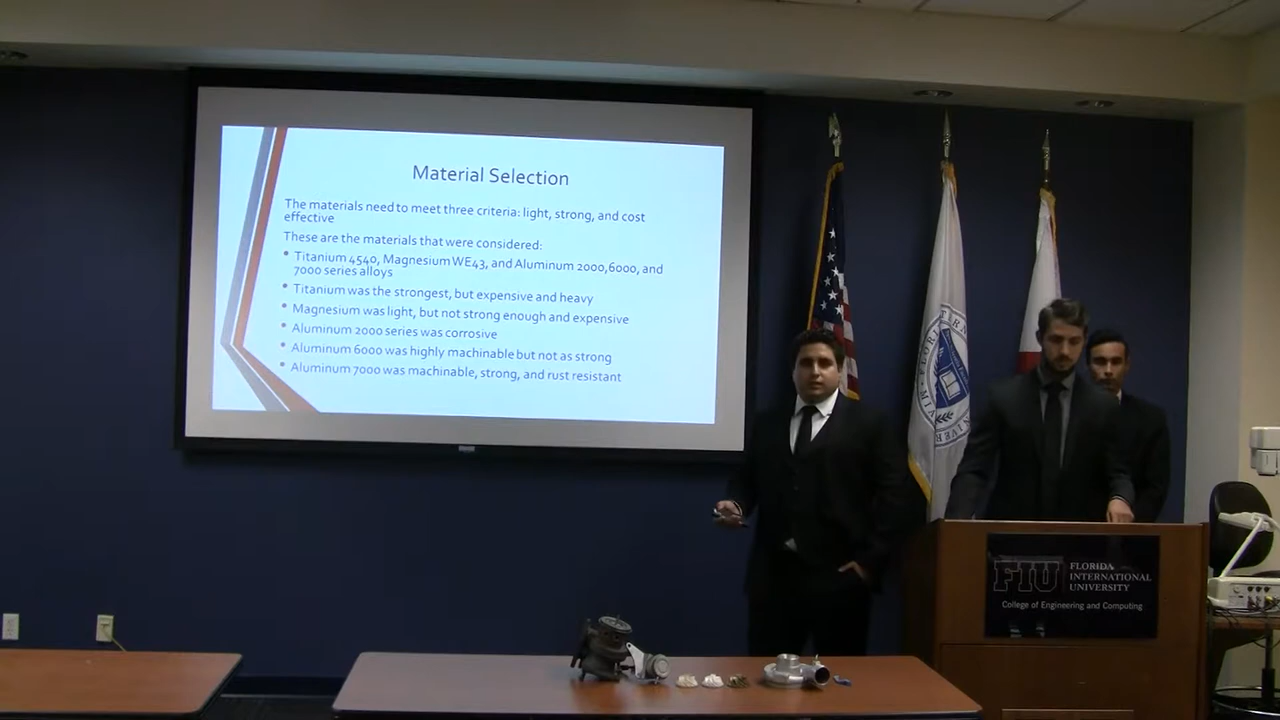 Material Selection
The materials need to meet three criteria: light, strong, and cost
effective
These are the materials that were considered:
• Titanium 4540, Magnesium WE43, and Aluminum 2000,6000, and
7000 series alloys
• Titanium was the strongest, but expensive and heavy
• Magnesium was light, but not strong enough and expensive
• Aluminum 2000 series was corrosive
• Aluminum 6000 was highly machinable but not as strong
• Aluminum 7000 was machinable, strong, and rust resistant
FIU
FLORIDA
INTERNATIONAL
UNIVERSITY
College of Engineering and Computing